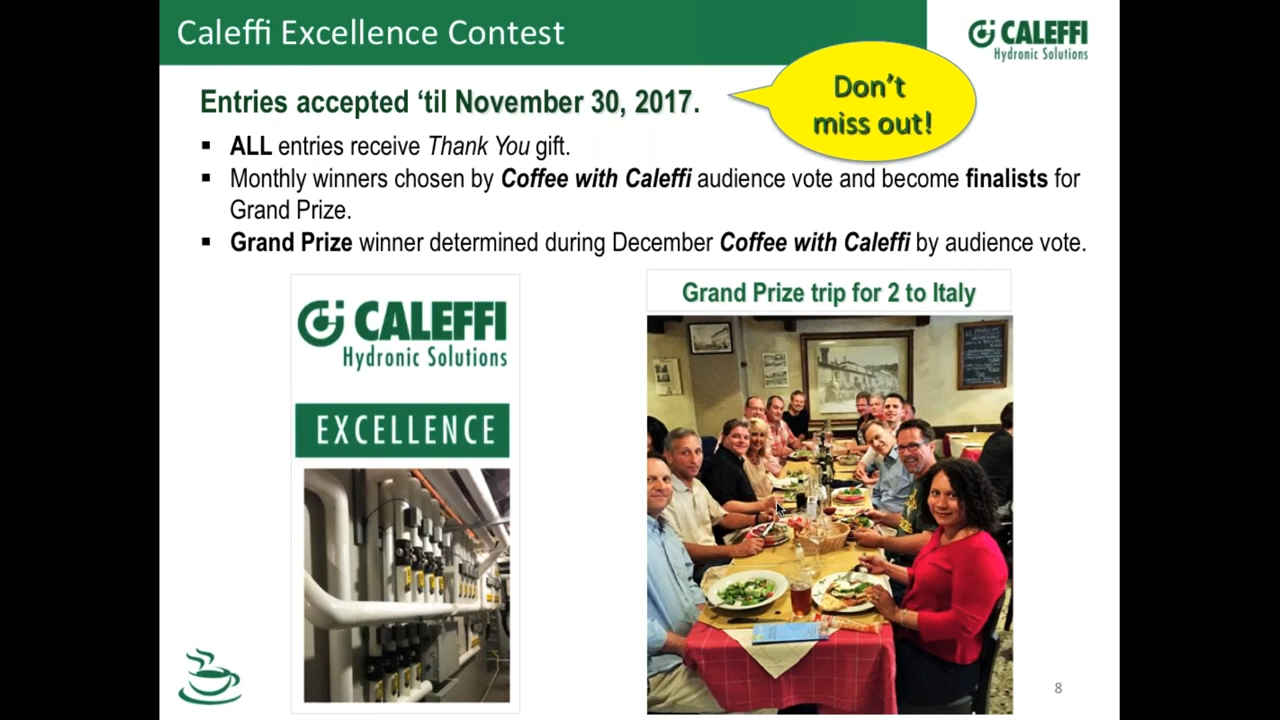 Caleffi Excellence Contest
CALEFFI
Hydronic Solutions
Entries accepted ‘til November 30, 2017.
Don’t
miss out!
▪ ALL entries receive Thank You gift.
▪ Monthly winners chosen by Coffee with Caleffi audience vote and become finalists for
Grand Prize.
▪ Grand Prize winner determined during December Coffee with Caleffi by audience vote.
CALEFFI
Hydronic Solutions
EXCELLENCE
Grand Prize trip for 2 to Italy
8